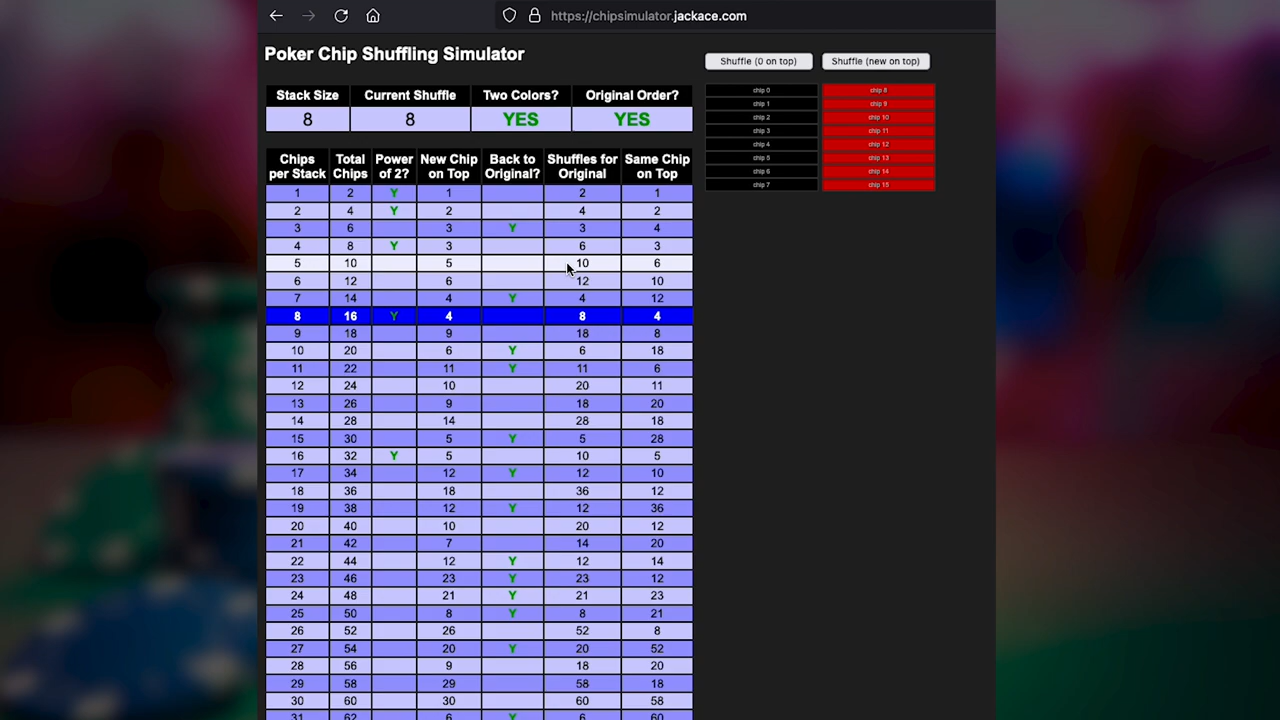 https://chipsimulator.jackace.com
Poker Chip Shuffling Simulator
Shuffle (0 on top) Shuffle (new on top)
Stack Size Current Shuffle Two Colors? Original Order?
8 8 YES YES
chip 0 chip 8
chip 1 chip 9
chip 2 chip 10
chip 3 chip 11
chip 4 chip 12
chip 5 chip 13
chip 6 chip 14
chip 7 chip 15
Chips per Stack Total Chips Power of 2? New Chip on Top Back to Original? Shuffles for Original Same Chip on Top
1 2 Y 1 2 1
2 4 Y 2 4 2
3 6 3 Y 3 4
4 8 Y 3 6 3
5 10 5 10 6
6 12 6 12 10
7 14 4 Y 4 12
8 16 Y 4 8 4
9 18 9 18 8
10 20 6 Y 6 18
11 22 11 Y 11 6
12 24 10 20 11
13 26 9 18 20
14 28 14 28 18
15 30 5 Y 5 28
16 32 Y 5 10 5
17 34 12 Y 12 10
18 36 18 36 12
19 38 12 Y 12 36
20 40 10 20 12
21 42 7 14 20
22 44 12 Y 12 14
23 46 23 Y 23 12
24 48 21 Y 21 23
25 50 8 Y 8 21
26 52 26 52 8
27 54 20 Y 20 52
28 56 9 18 20
29 58 29 58 18
30 60 30 60 58
31 62 6 Y 6 60